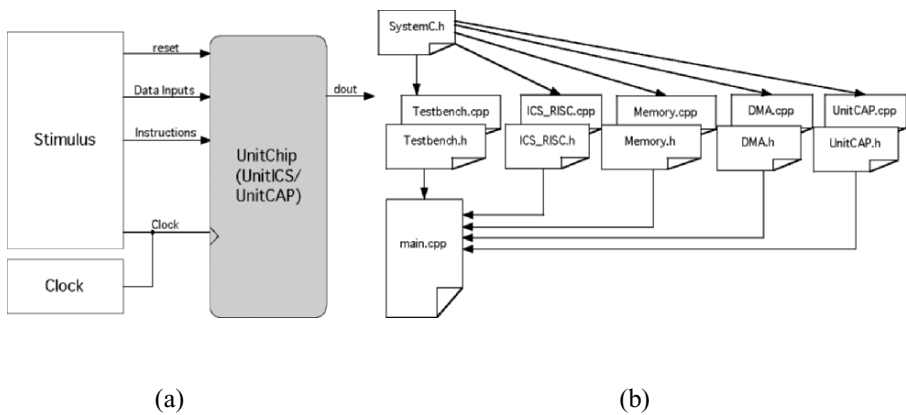 reset
Data Inputs
Instructions
Stimulus
Clock
Clock
UnitChip
(UnitICS/
UnitCAP)
dout
(a)
SystemC.h
Testbench.cpp
Testbench.h
ICS_RISC.cpp
ICS_RISC.h
Memory.cpp
Memory.h
DMA.cpp
DMA.h
UnitCAP.cpp
UnitCAP.h
main.cpp
(b)